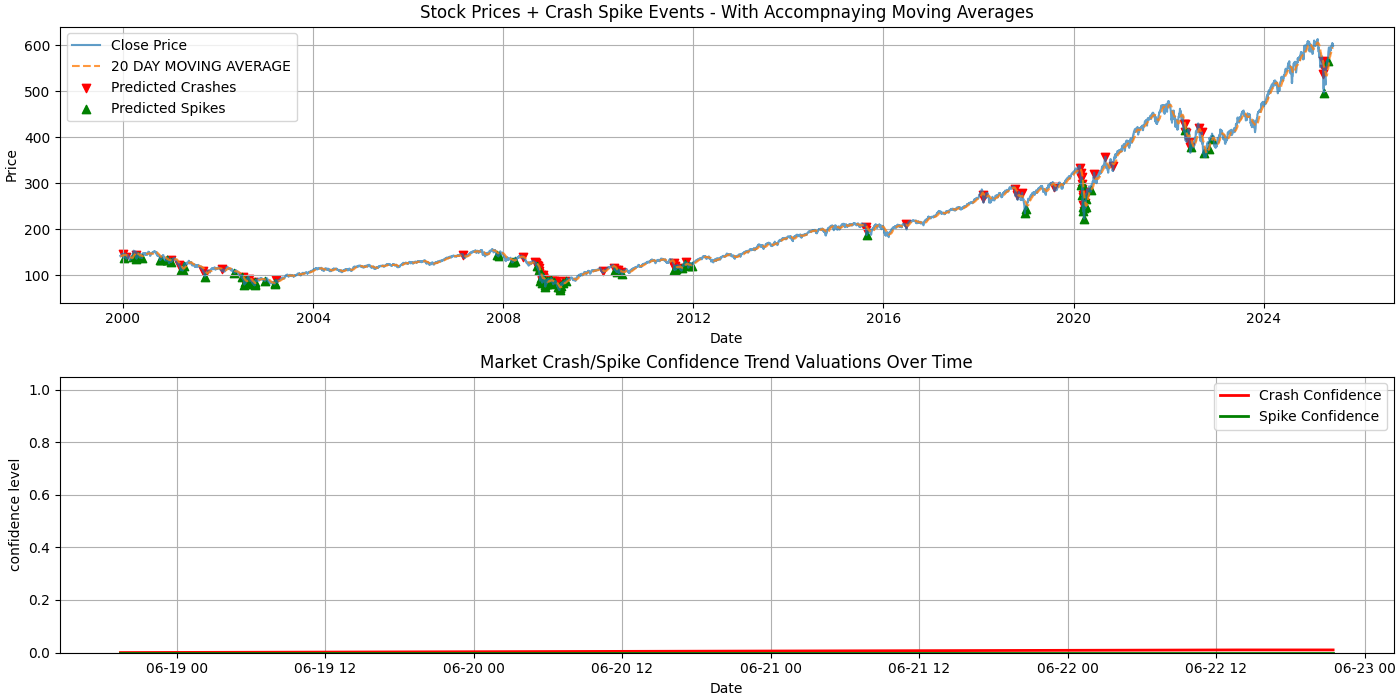 Stock Prices + Crash Spike Events - With Accompnaying Moving Averages
Close Price
20 DAY MOVING AVERAGE
Predicted Crashes
Predicted Spikes
Price
600
500
400
300
200
100
2000 2004 2008 2012 2016 2020 2024
Date
Market Crash/Spike Confidence Trend Valuations Over Time
Crash Confidence
Spike Confidence
confidence level
1.0
0.8
0.6
0.4
0.2
0.0
06-19 00 06-19 12 06-20 00 06-20 12 06-21 00 06-21 12 06-22 00 06-22 12 06-23 00
Date